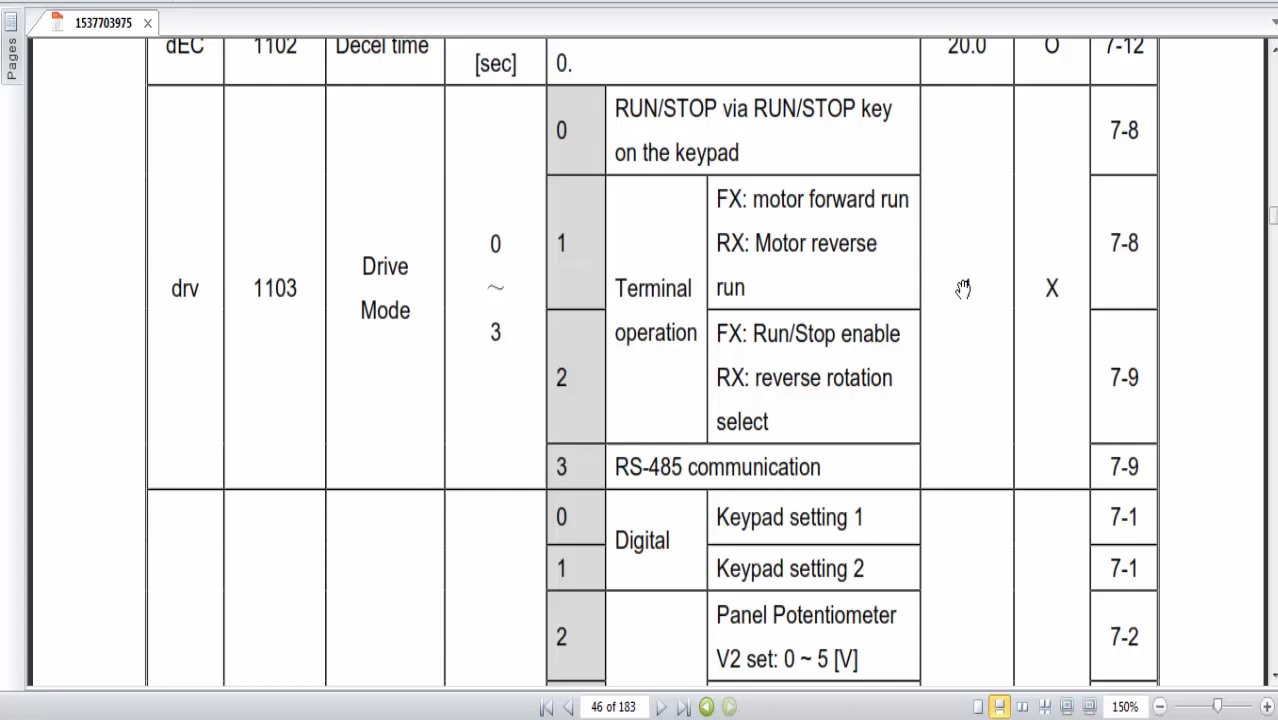 1537703975
Pages
dEC 1102 Decel time [sec] 0. 20.0 O 7-12
drv 1103 Drive Mode 0 ~ 3 X
0 RUN/STOP via RUN/STOP key on the keypad 7-8
Terminal operation
1 FX: motor forward run
RX: Motor reverse run 7-8
2 FX: Run/Stop enable
RX: reverse rotation select 7-9
3 RS-485 communication 7-9
Digital
0 Keypad setting 1 7-1
1 Keypad setting 2 7-1
2 Panel Potentiometer
V2 set: 0 ~ 5 [V] 7-2
46 of 183
150%